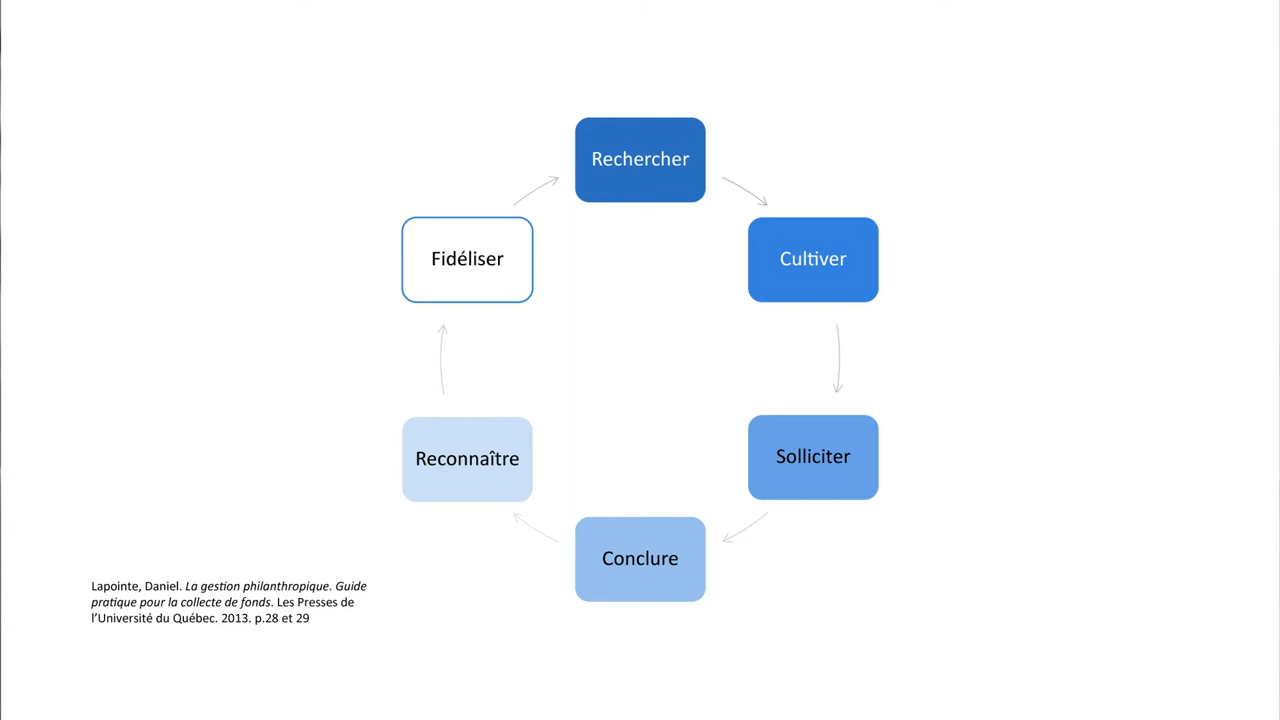 Rechercher
Cultiver
Solliciter
Conclure
Reconnaître
Fidéliser
Lapointe, Daniel. La gestion philanthropique. Guide
pratique pour la collecte de fonds. Les Presses de
l’Université du Québec. 2013. p.28 et 29